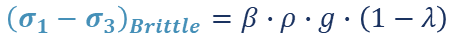 (σ₁ − σ₃)_Brittle = β · ρ · g · (1 − λ)